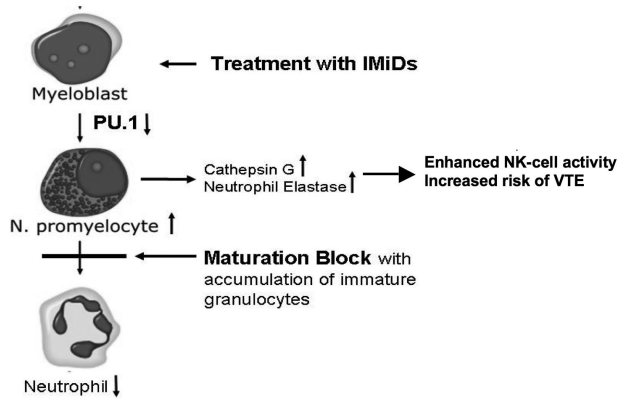 Treatment with IMiDs
Myeloblast
PU.1
Cathepsin G
Neutrophil Elastase
Enhanced NK-cell activity
Increased risk of VTE
N. promyelocyte
Maturation Block with
accumulation of immature
granulocytes
Neutrophil